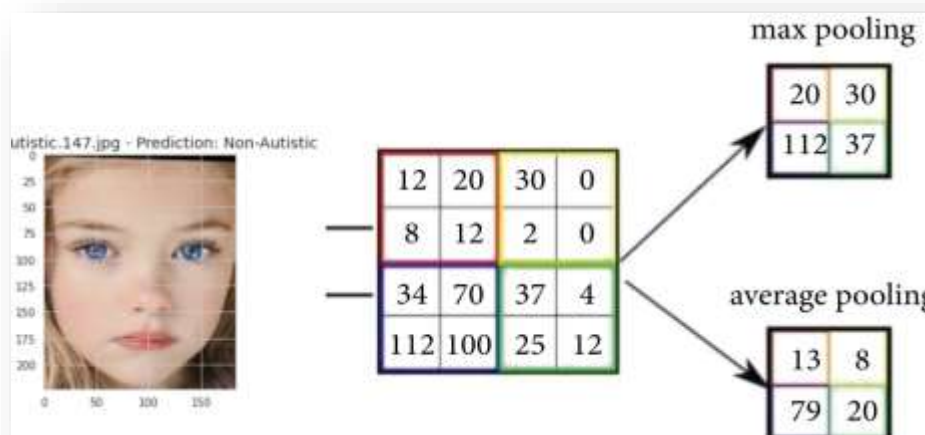 max pooling
20 30
112 37
utistic.147.jpg - Prediction: Non-Autistic
0
25
50
75
100
125
150
175
200
0 50 100 150
12 20 30 0
8 12 2 0
34 70 37 4
112 100 25 12
average pooling
13 8
79 20